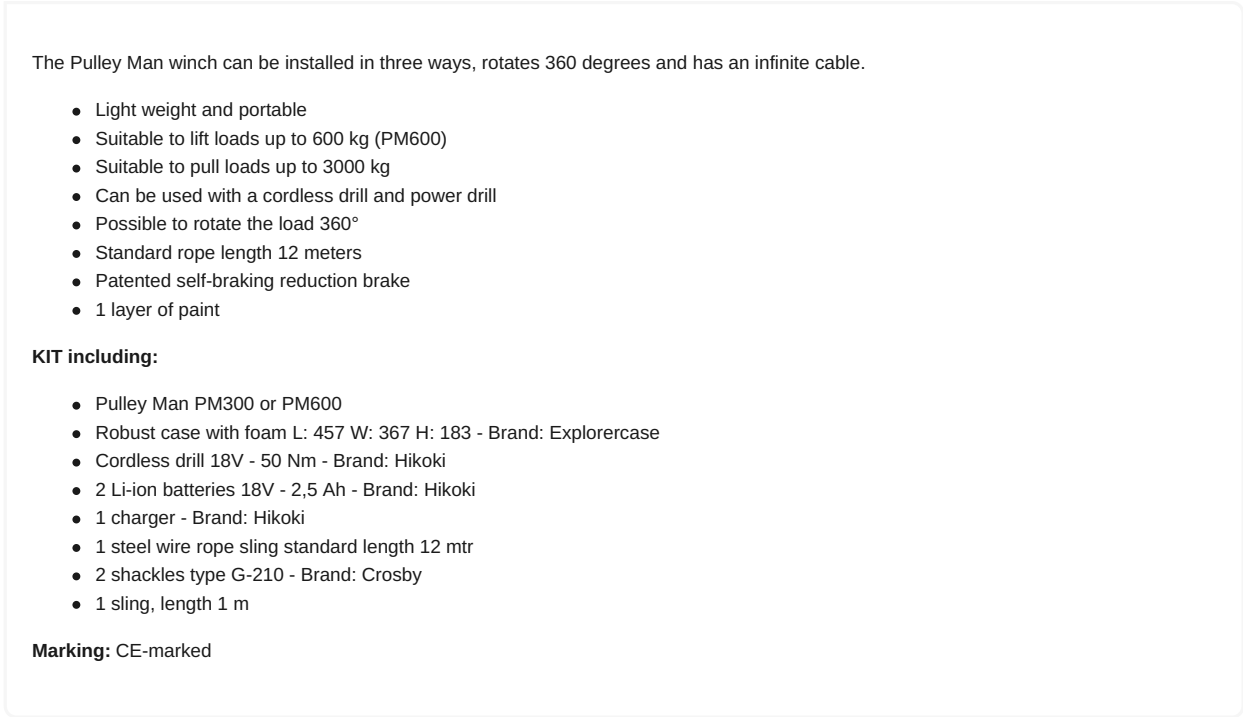 The Pulley Man winch can be installed in three ways, rotates 360 degrees and has an infinite cable.
● Light weight and portable
● Suitable to lift loads up to 600 kg (PM600)
● Suitable to pull loads up to 3000 kg
● Can be used with a cordless drill and power drill
● Possible to rotate the load 360°
● Standard rope length 12 meters
● Patented self-braking reduction brake
● 1 layer of paint
KIT including:
● Pulley Man PM300 or PM600
● Robust case with foam L: 457 W: 367 H: 183 - Brand: Explorercase
● Cordless drill 18V - 50 Nm - Brand: Hikoki
● 2 Li-ion batteries 18V - 2,5 Ah - Brand: Hikoki
● 1 charger - Brand: Hikoki
● 1 steel wire rope sling standard length 12 mtr
● 2 shackles type G-210 - Brand: Crosby
● 1 sling, length 1 m
Marking: CE-marked